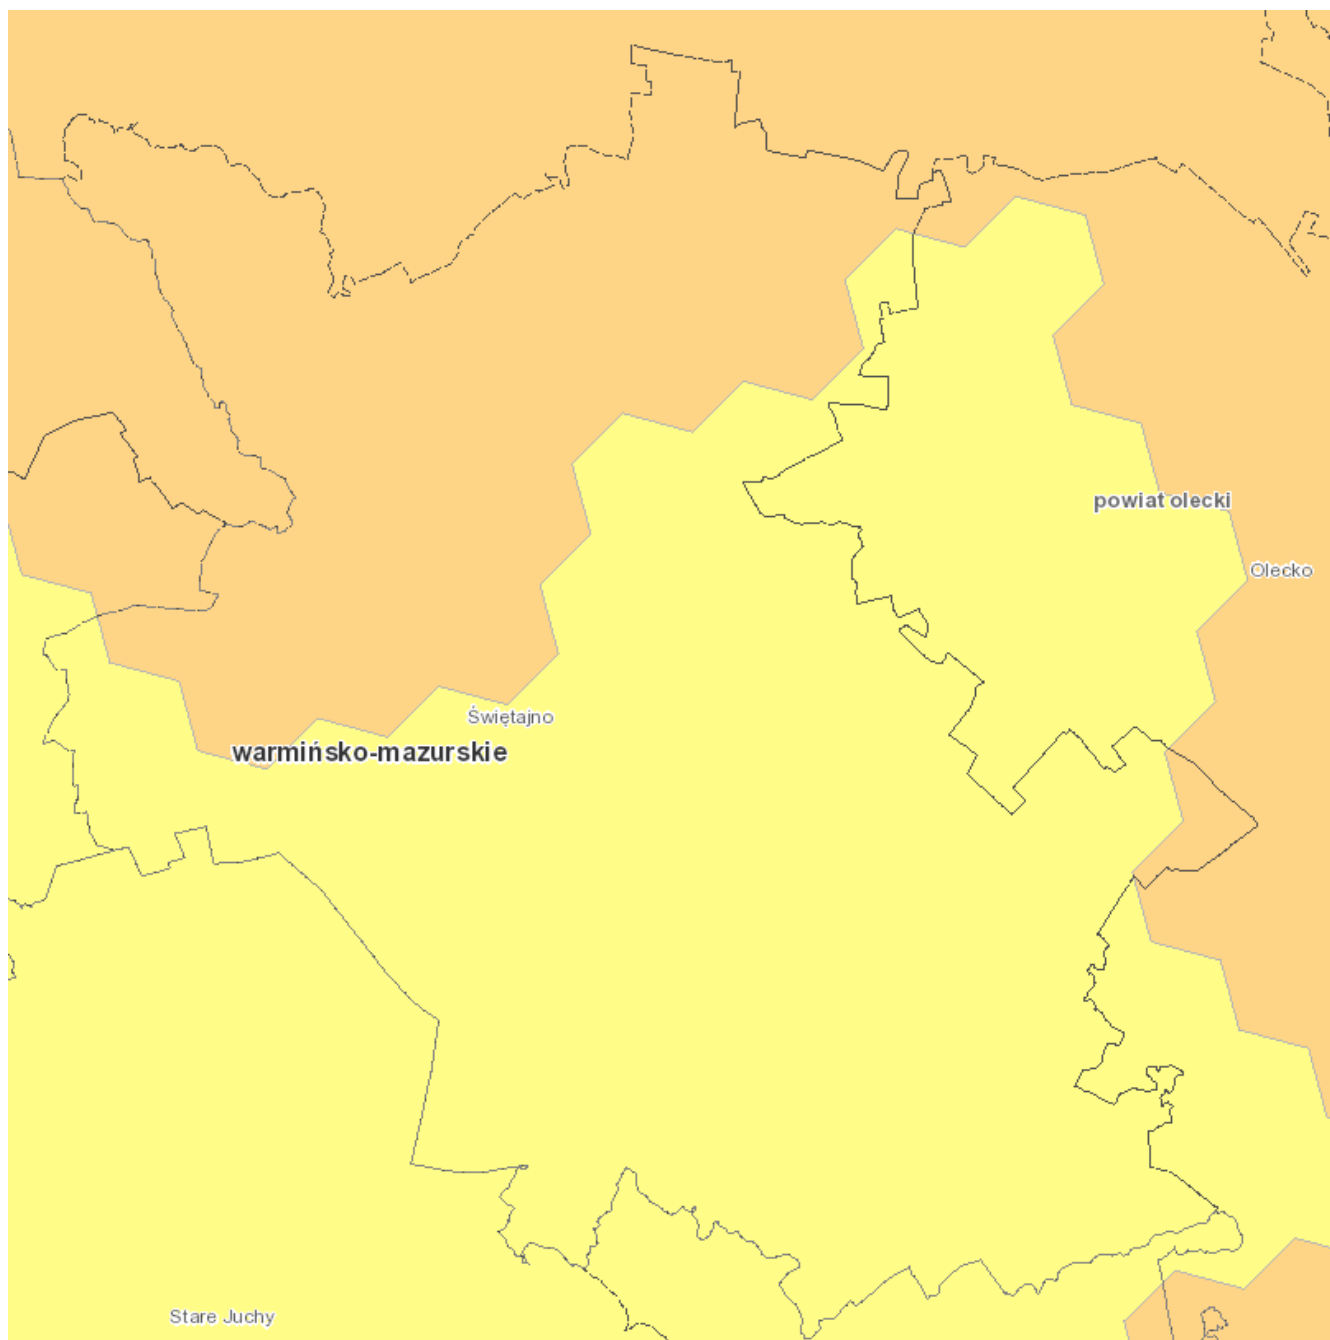 powiat olecki
Olecko
Świętajno
warmińsko-mazurskie
Stare Juchy